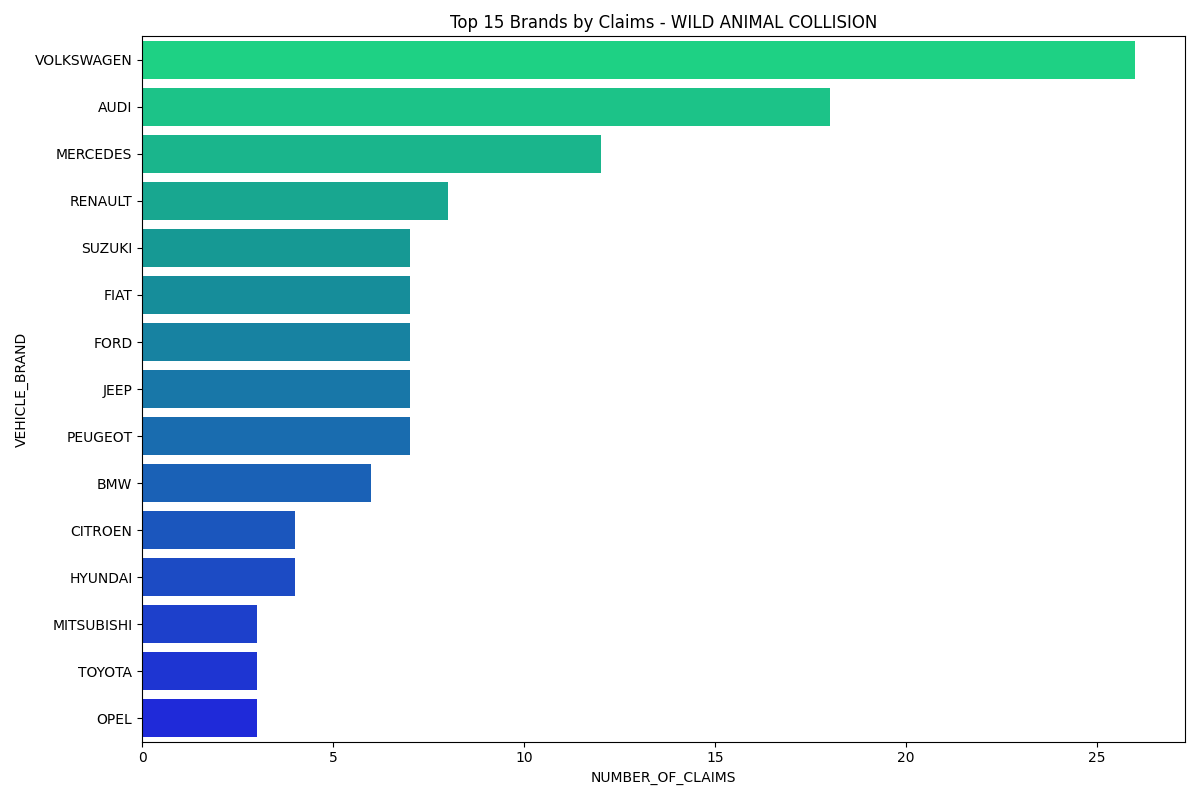 Top 15 Brands by Claims - WILD ANIMAL COLLISION
VOLKSWAGEN
AUDI
MERCEDES
RENAULT
SUZUKI
FIAT
FORD
JEEP
PEUGEOT
BMW
CITROEN
HYUNDAI
MITSUBISHI
TOYOTA
OPEL
VEHICLE_BRAND
0 5 10 15 20 25
NUMBER_OF_CLAIMS